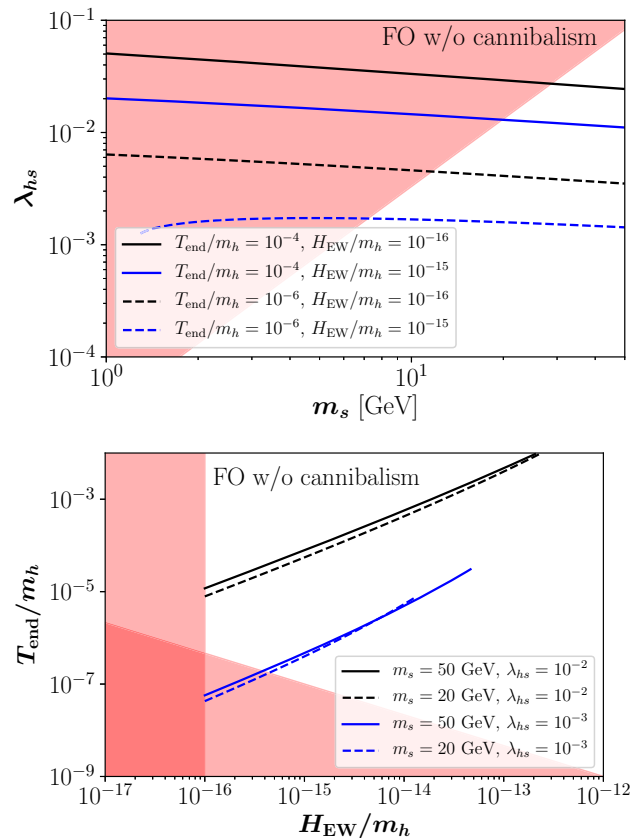 10⁻¹
FO w/o cannibalism
10⁻²
λ_hs
10⁻³
T_end/m_h = 10⁻⁴, H_EW/m_h = 10⁻¹⁶
T_end/m_h = 10⁻⁴, H_EW/m_h = 10⁻¹⁵
T_end/m_h = 10⁻⁶, H_EW/m_h = 10⁻¹⁶
T_end/m_h = 10⁻⁶, H_EW/m_h = 10⁻¹⁵
10⁻⁴
10⁰ 10¹
m_s [GeV]
FO w/o cannibalism
10⁻³
T_end/m_h
10⁻⁵
10⁻⁷
m_s = 50 GeV, λ_hs = 10⁻²
m_s = 20 GeV, λ_hs = 10⁻²
m_s = 50 GeV, λ_hs = 10⁻³
m_s = 20 GeV, λ_hs = 10⁻³
10⁻⁹
10⁻¹⁷ 10⁻¹⁶ 10⁻¹⁵ 10⁻¹⁴ 10⁻¹³ 10⁻¹²
H_EW/m_h